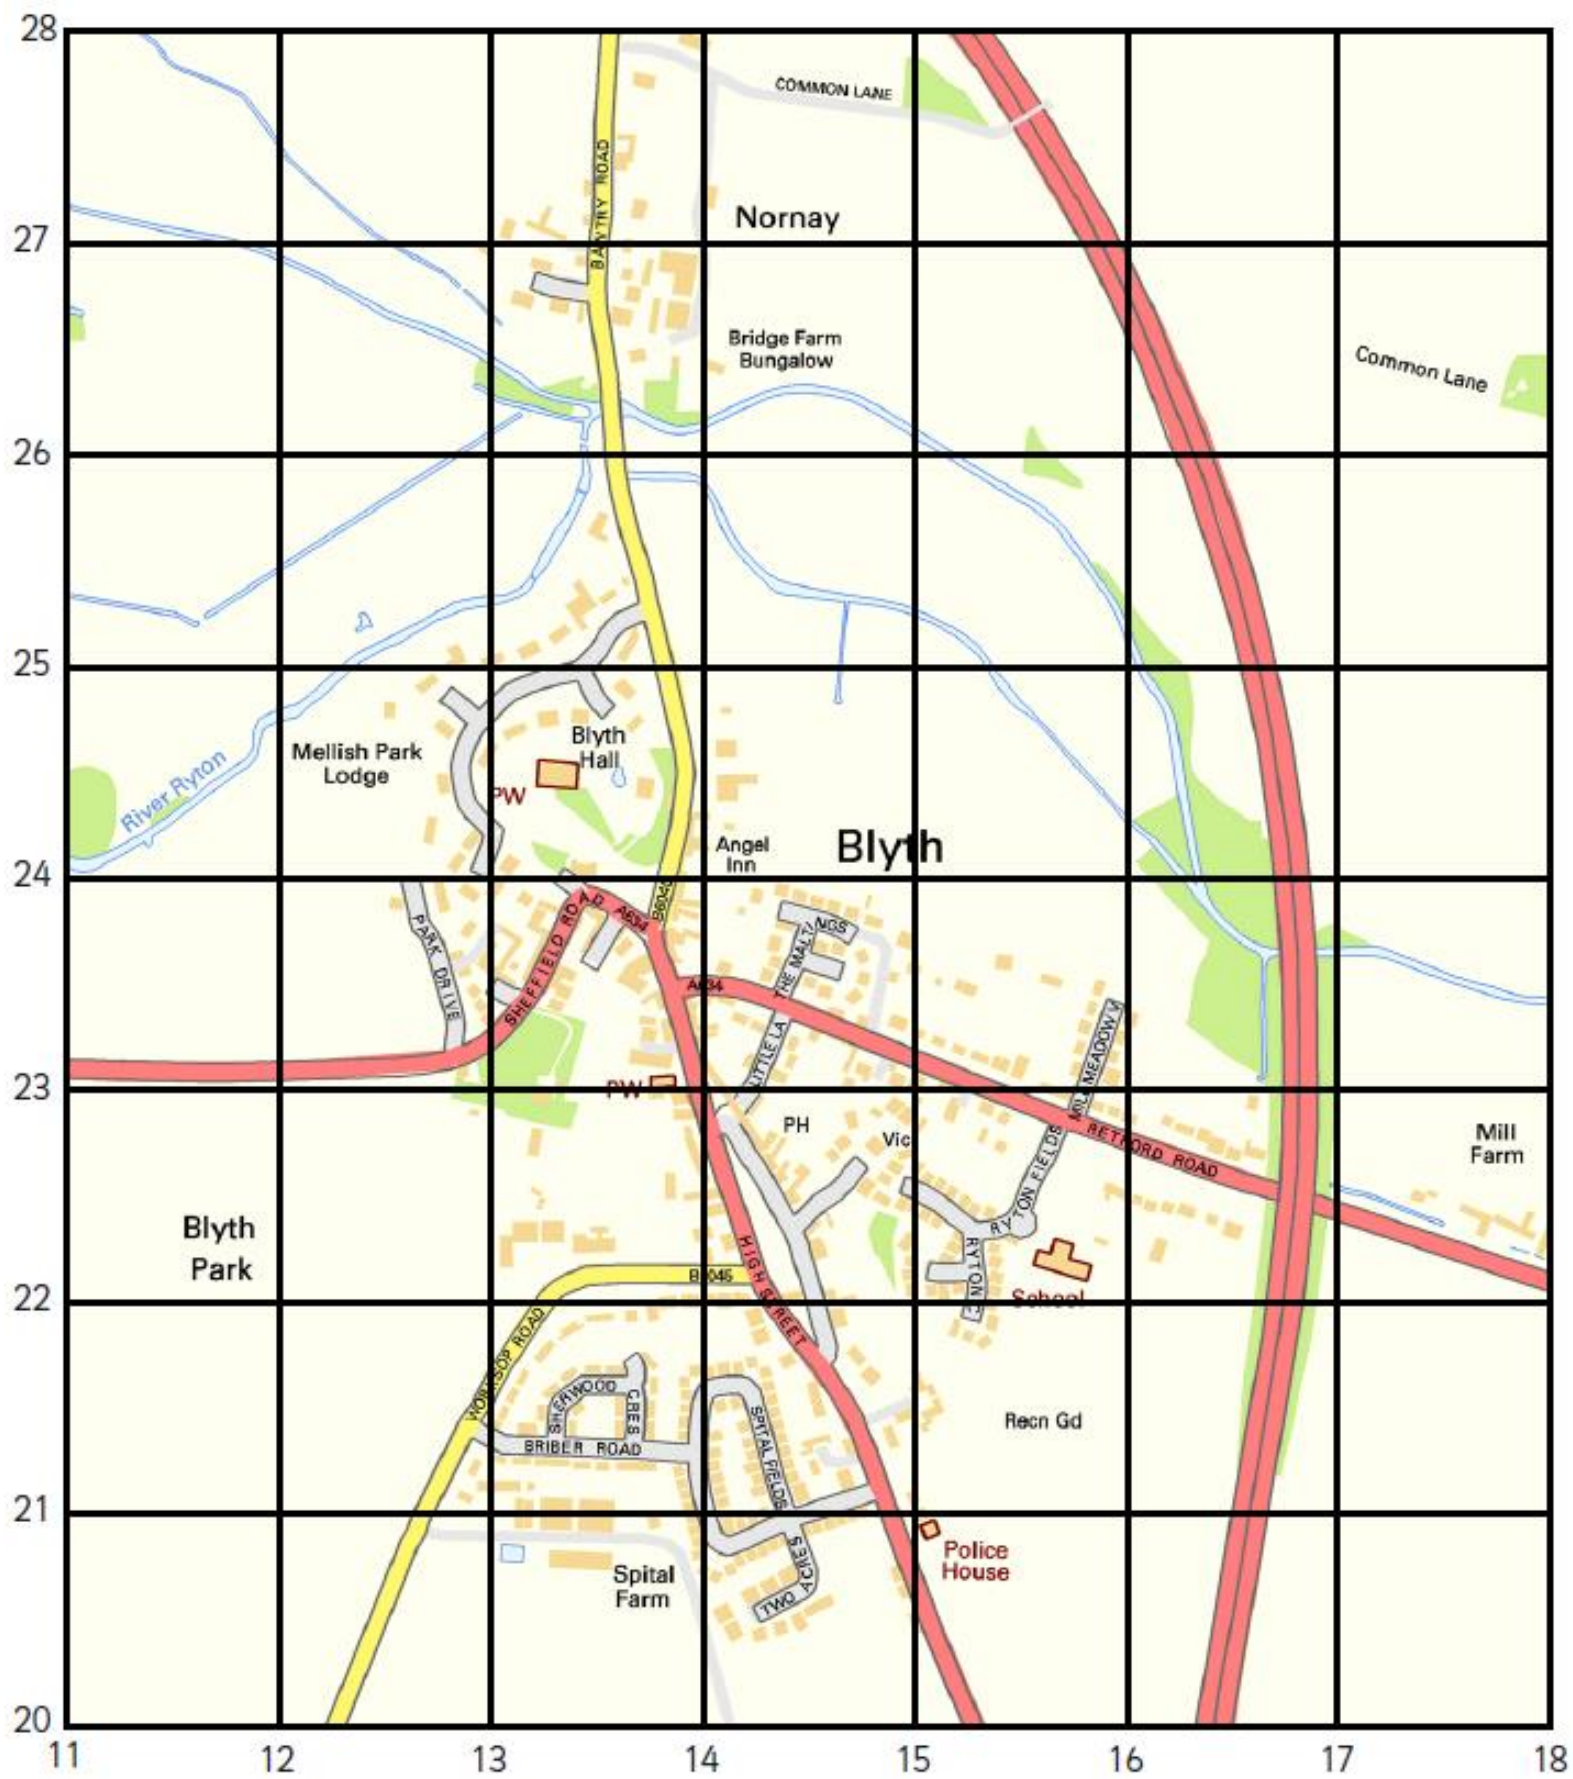 28
COMMON LANE
BAWTRY ROAD
Nornay
27
Bridge Farm
Bungalow
Common Lane
26
25
Blyth
Hall
Mellish Park
Lodge
PW
River Ryton
Angel
Inn
Blyth
24
B6045
A634
PARK DRIVE
SHEFFIELD ROAD
THE MALTINGS
A634
LITTLE LA
MILL MEADOW V
23
PW
PH
Vic
RETFORD ROAD
Mill
Farm
RYTON FIELDS
Blyth
Park
HIGH STREET
B6045
RYTON C
School
22
WORKSOP ROAD
SHERWOOD
CRES
BRIBER ROAD
SPITAL FIELDS
Recn Gd
21
Police
House
Spital
Farm
TWO ACRES
20
11
12
13
14
15
16
17
18